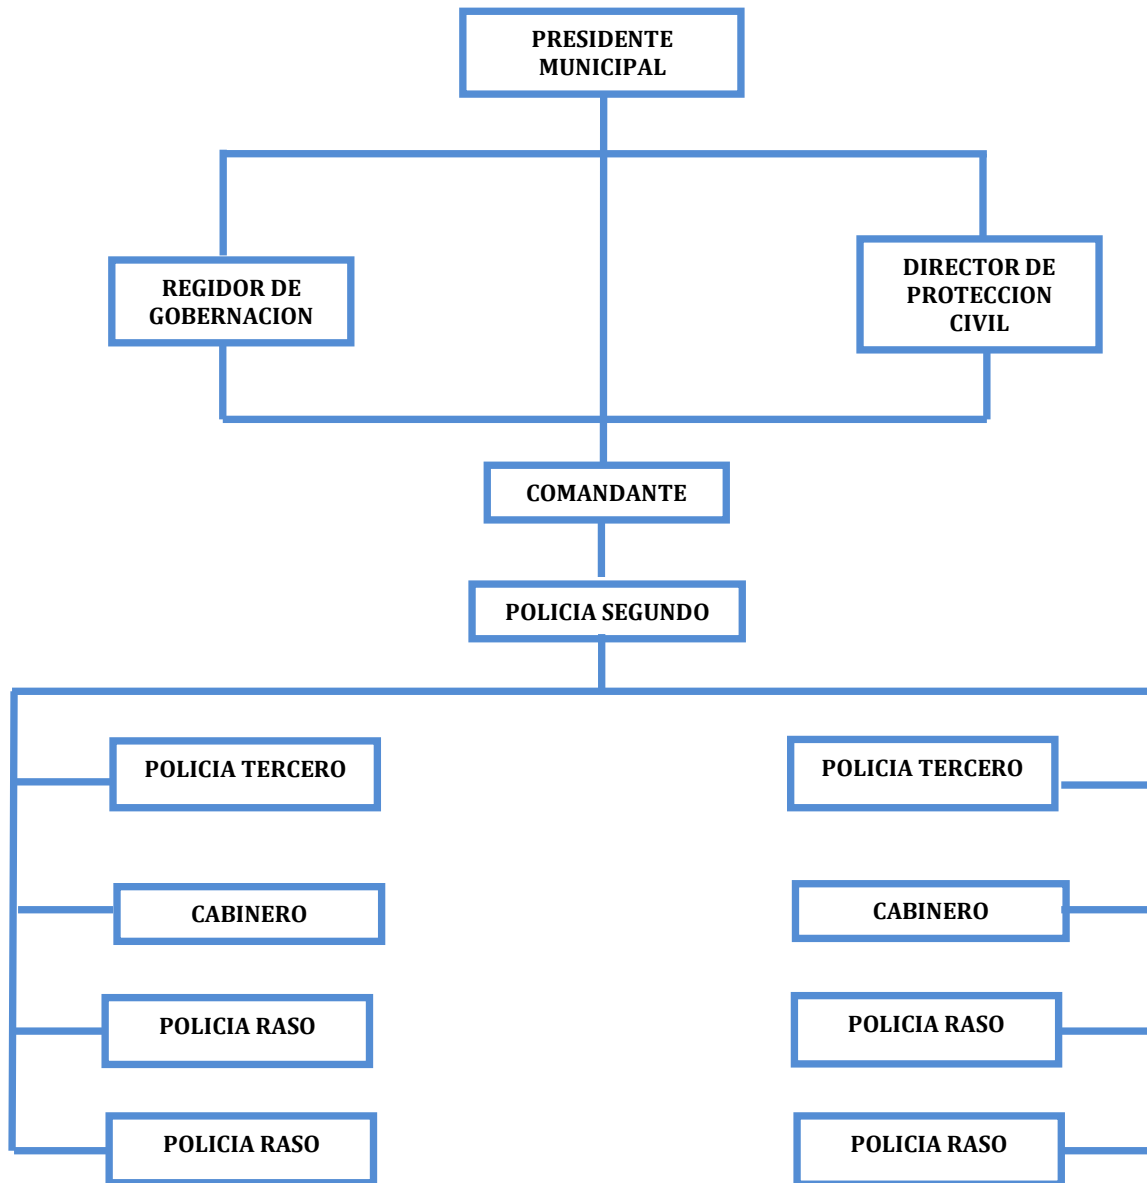 PRESIDENTE
MUNICIPAL
REGIDOR DE
GOBERNACION
DIRECTOR DE
PROTECCION
CIVIL
COMANDANTE
POLICIA SEGUNDO
POLICIA TERCERO
POLICIA TERCERO
CABINERO
CABINERO
POLICIA RASO
POLICIA RASO
POLICIA RASO
POLICIA RASO